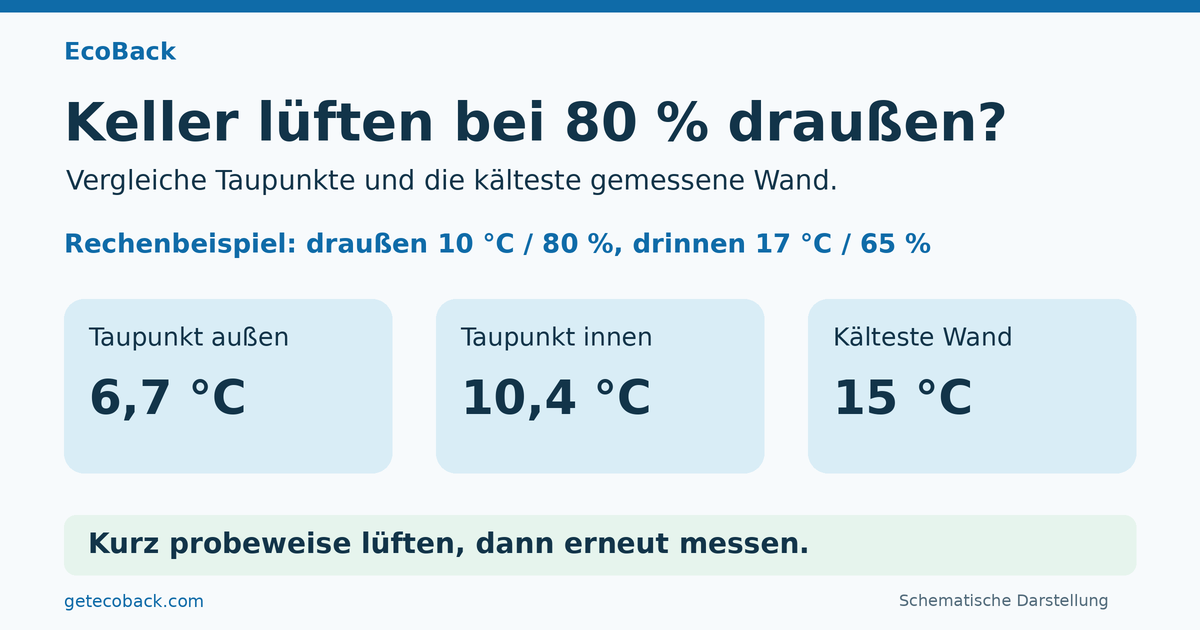 EcoBack
Keller lüften bei 80 % draußen?
Vergleiche Taupunkte und die kälteste gemessene Wand.
Rechenbeispiel: draußen 10 °C / 80 %, drinnen 17 °C / 65 %
Taupunkt außen
6,7 °C
Taupunkt innen
10,4 °C
Kälteste Wand
15 °C
Kurz probeweise lüften, dann erneut messen.
getecoback.com
Schematische Darstellung